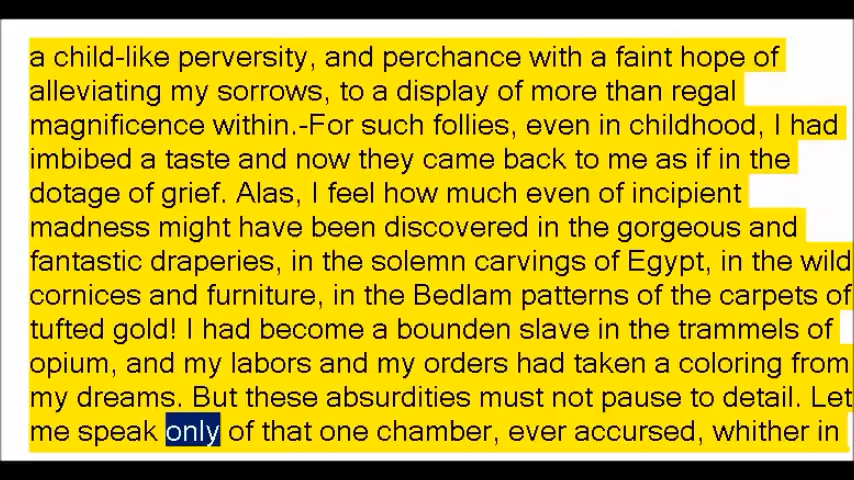 a child-like perversity, and perchance with a faint hope of
alleviating my sorrows, to a display of more than regal
magnificence within.-For such follies, even in childhood, I had
imbibed a taste and now they came back to me as if in the
dotage of grief. Alas, I feel how much even of incipient
madness might have been discovered in the gorgeous and
fantastic draperies, in the solemn carvings of Egypt, in the wild
cornices and furniture, in the Bedlam patterns of the carpets of
tufted gold! I had become a bounden slave in the trammels of
opium, and my labors and my orders had taken a coloring from
my dreams. But these absurdities must not pause to detail. Let
me speak only of that one chamber, ever accursed, whither in